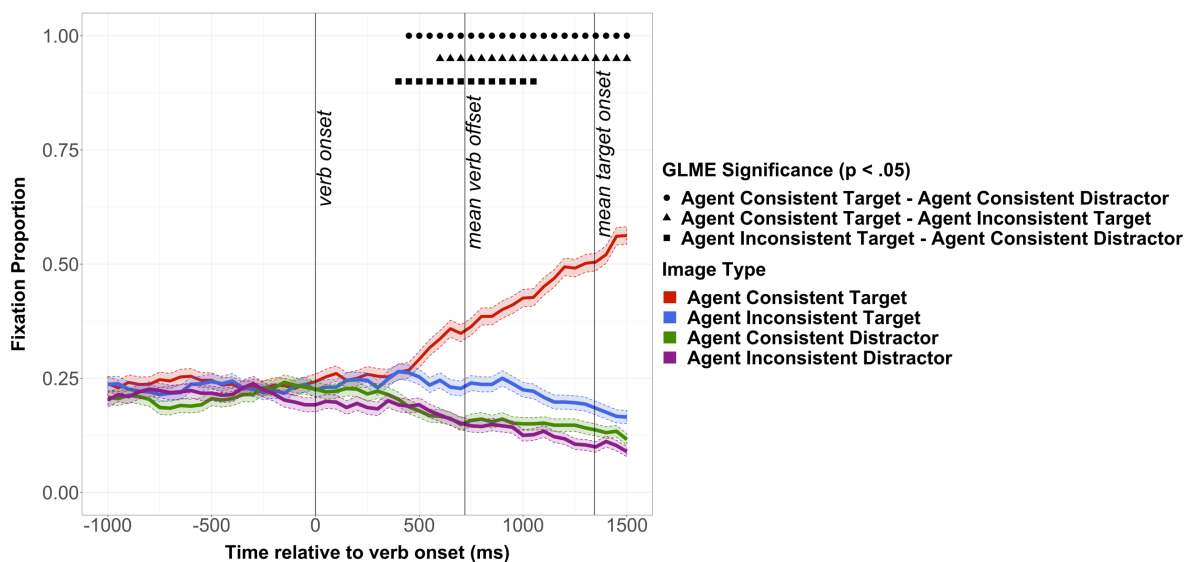 1.00
0.75
0.50
0.25
0.00
Fixation Proportion
-1000 -500 0 500 1000 1500
Time relative to verb onset (ms)
verb onset
mean verb offset
mean target onset
GLME Significance (p < .05)
Agent Consistent Target - Agent Consistent Distractor
Agent Consistent Target - Agent Inconsistent Target
Agent Inconsistent Target - Agent Consistent Distractor
Image Type
Agent Consistent Target
Agent Inconsistent Target
Agent Consistent Distractor
Agent Inconsistent Distractor